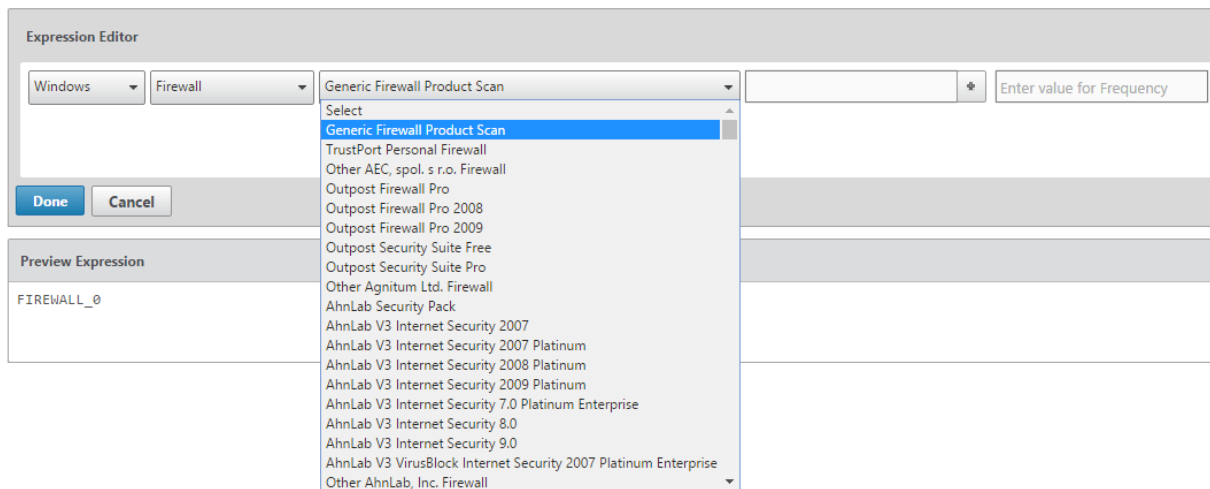 Expression Editor
Windows Firewall Generic Firewall Product Scan Enter value for Frequency
Select
Generic Firewall Product Scan
TrustPort Personal Firewall
Other AEC, spol. s r.o. Firewall
Outpost Firewall Pro
Outpost Firewall Pro 2008
Outpost Firewall Pro 2009
Outpost Security Suite Free
Outpost Security Suite Pro
Other Agnitum Ltd. Firewall
AhnLab Security Pack
AhnLab V3 Internet Security 2007
AhnLab V3 Internet Security 2007 Platinum
AhnLab V3 Internet Security 2008 Platinum
AhnLab V3 Internet Security 2009 Platinum
AhnLab V3 Internet Security 7.0 Platinum Enterprise
AhnLab V3 Internet Security 8.0
AhnLab V3 Internet Security 9.0
AhnLab V3 VirusBlock Internet Security 2007 Platinum Enterprise
Other AhnLab, Inc. Firewall
Done Cancel
Preview Expression
FIREWALL_0